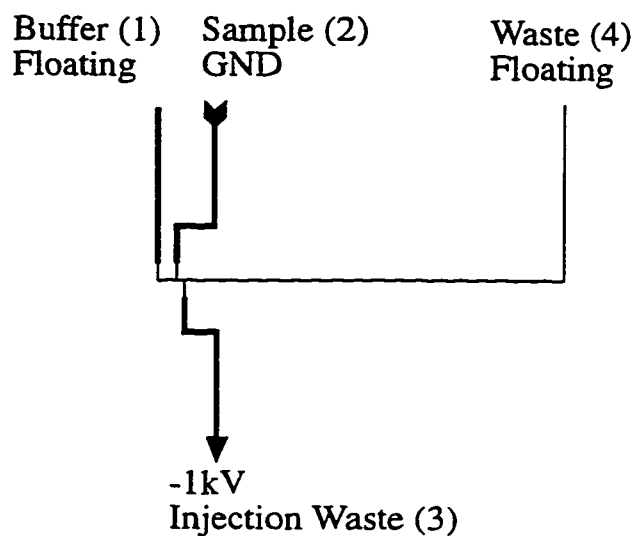 Buffer (1)
Floating
Sample (2)
GND
Waste (4)
Floating
-1kV
Injection Waste (3)